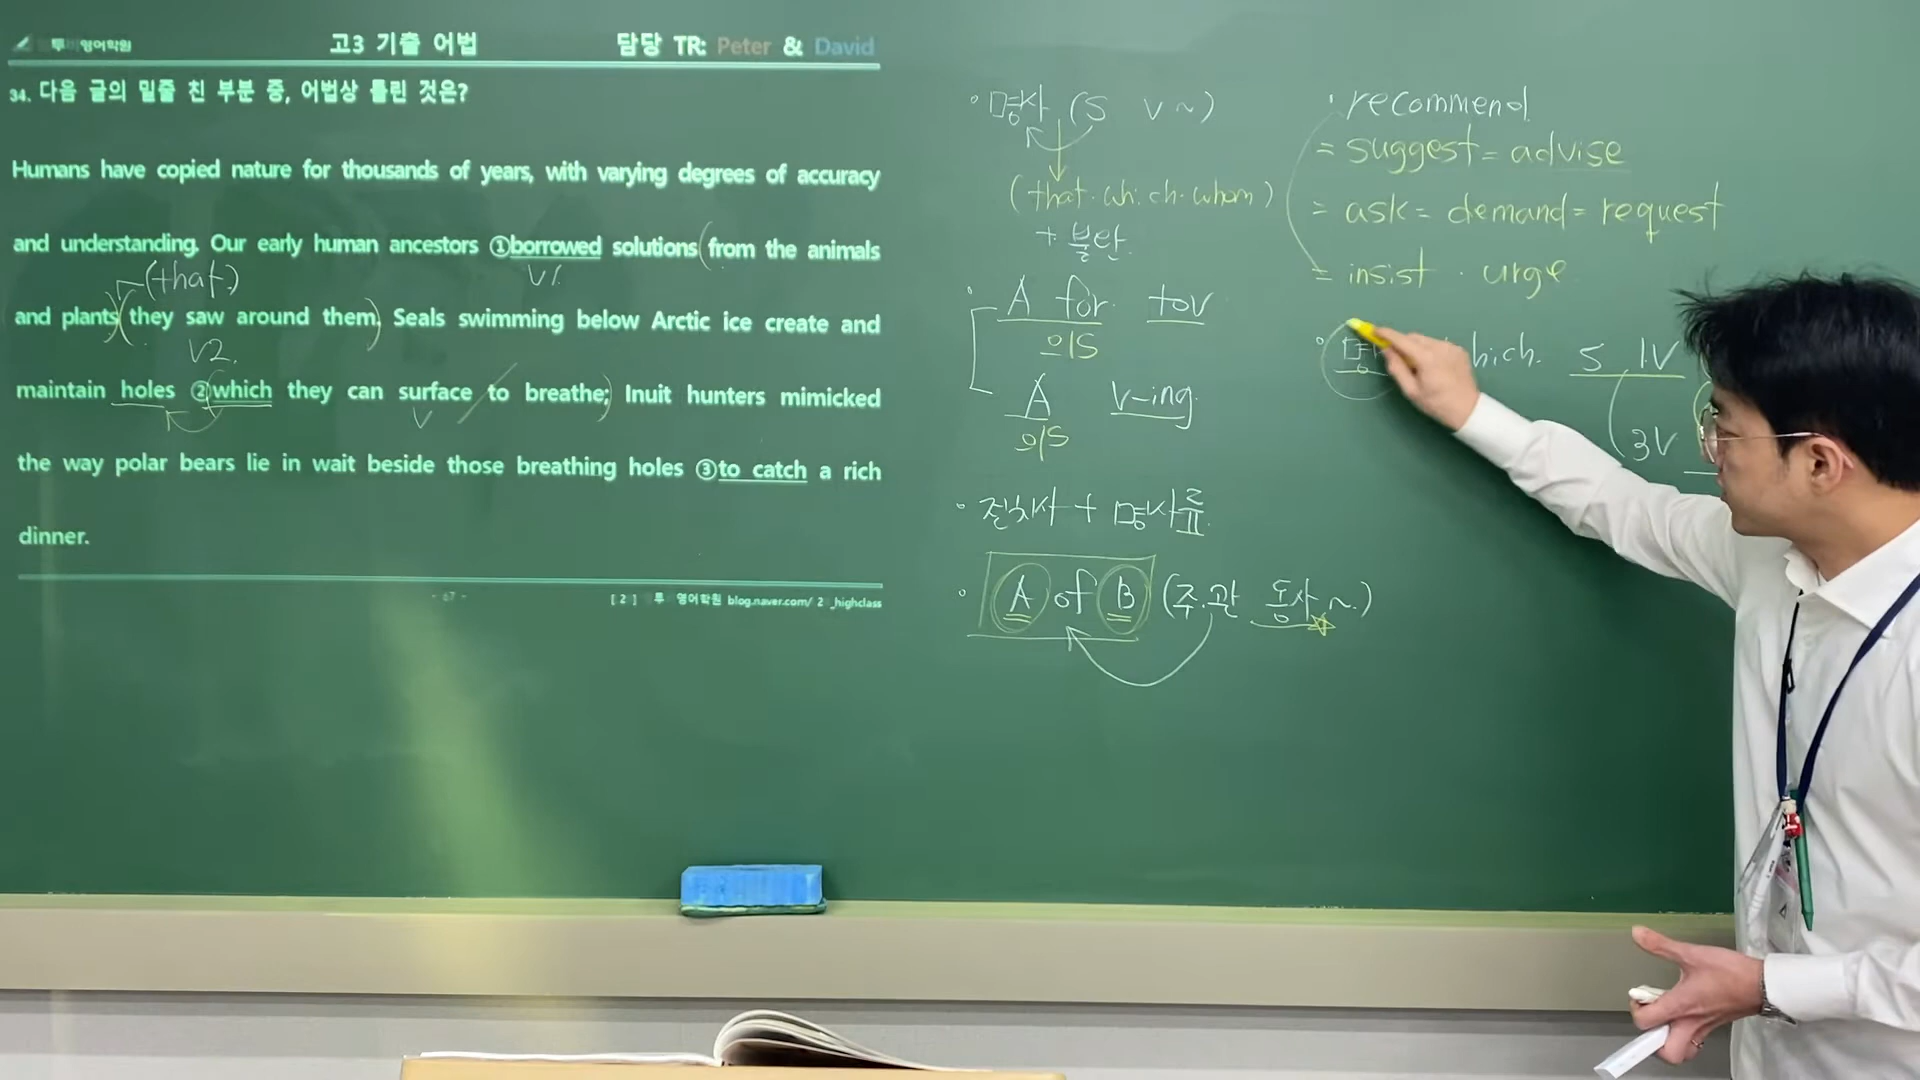 투 영어학원 고3 기출 어법 담당 TR: Peter & David
34. 다음 글의 밑줄 친 부분 중, 어법상 틀린 것은?
Humans have copied nature for thousands of years, with varying degrees of accuracy
and understanding. Our early human ancestors ①borrowed solutions (from the animals
(that) V1
and plants) (they saw around them) Seals swimming below Arctic ice create and
V2.
maintain holes ②which they can surface / to breathe; Inuit hunters mimicked
V
the way polar bears lie in wait beside those breathing holes ③to catch a rich
dinner.
- 67 -
[ 2 ] 투 영어학원 blog.naver.com/ 2 _highclass
명사 (S V ~)
(that·which·whom)
+ 불완.
A for toV
의S
A V-ing
의S
전치사 + 명사류
A of B (주.관 동사 ~.)
recommend
= suggest = advise
= ask = demand = request
= insist · urge
which. S 1V
3V